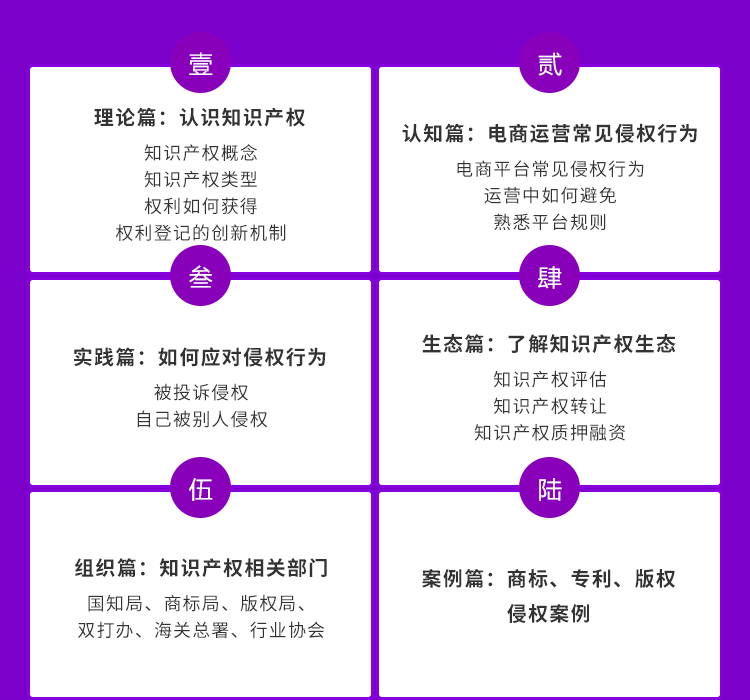 壹
理论篇：认识知识产权
知识产权概念
知识产权类型
权利如何获得
权利登记的创新机制
贰
认知篇：电商运营常见侵权行为
电商平台常见侵权行为
运营中如何避免
熟悉平台规则
叁
实践篇：如何应对侵权行为
被投诉侵权
自己被别人侵权
肆
生态篇：了解知识产权生态
知识产权评估
知识产权转让
知识产权质押融资
伍
组织篇：知识产权相关部门
国知局、商标局、版权局、
双打办、海关总署、行业协会
陆
案例篇：商标、专利、版权
侵权案例